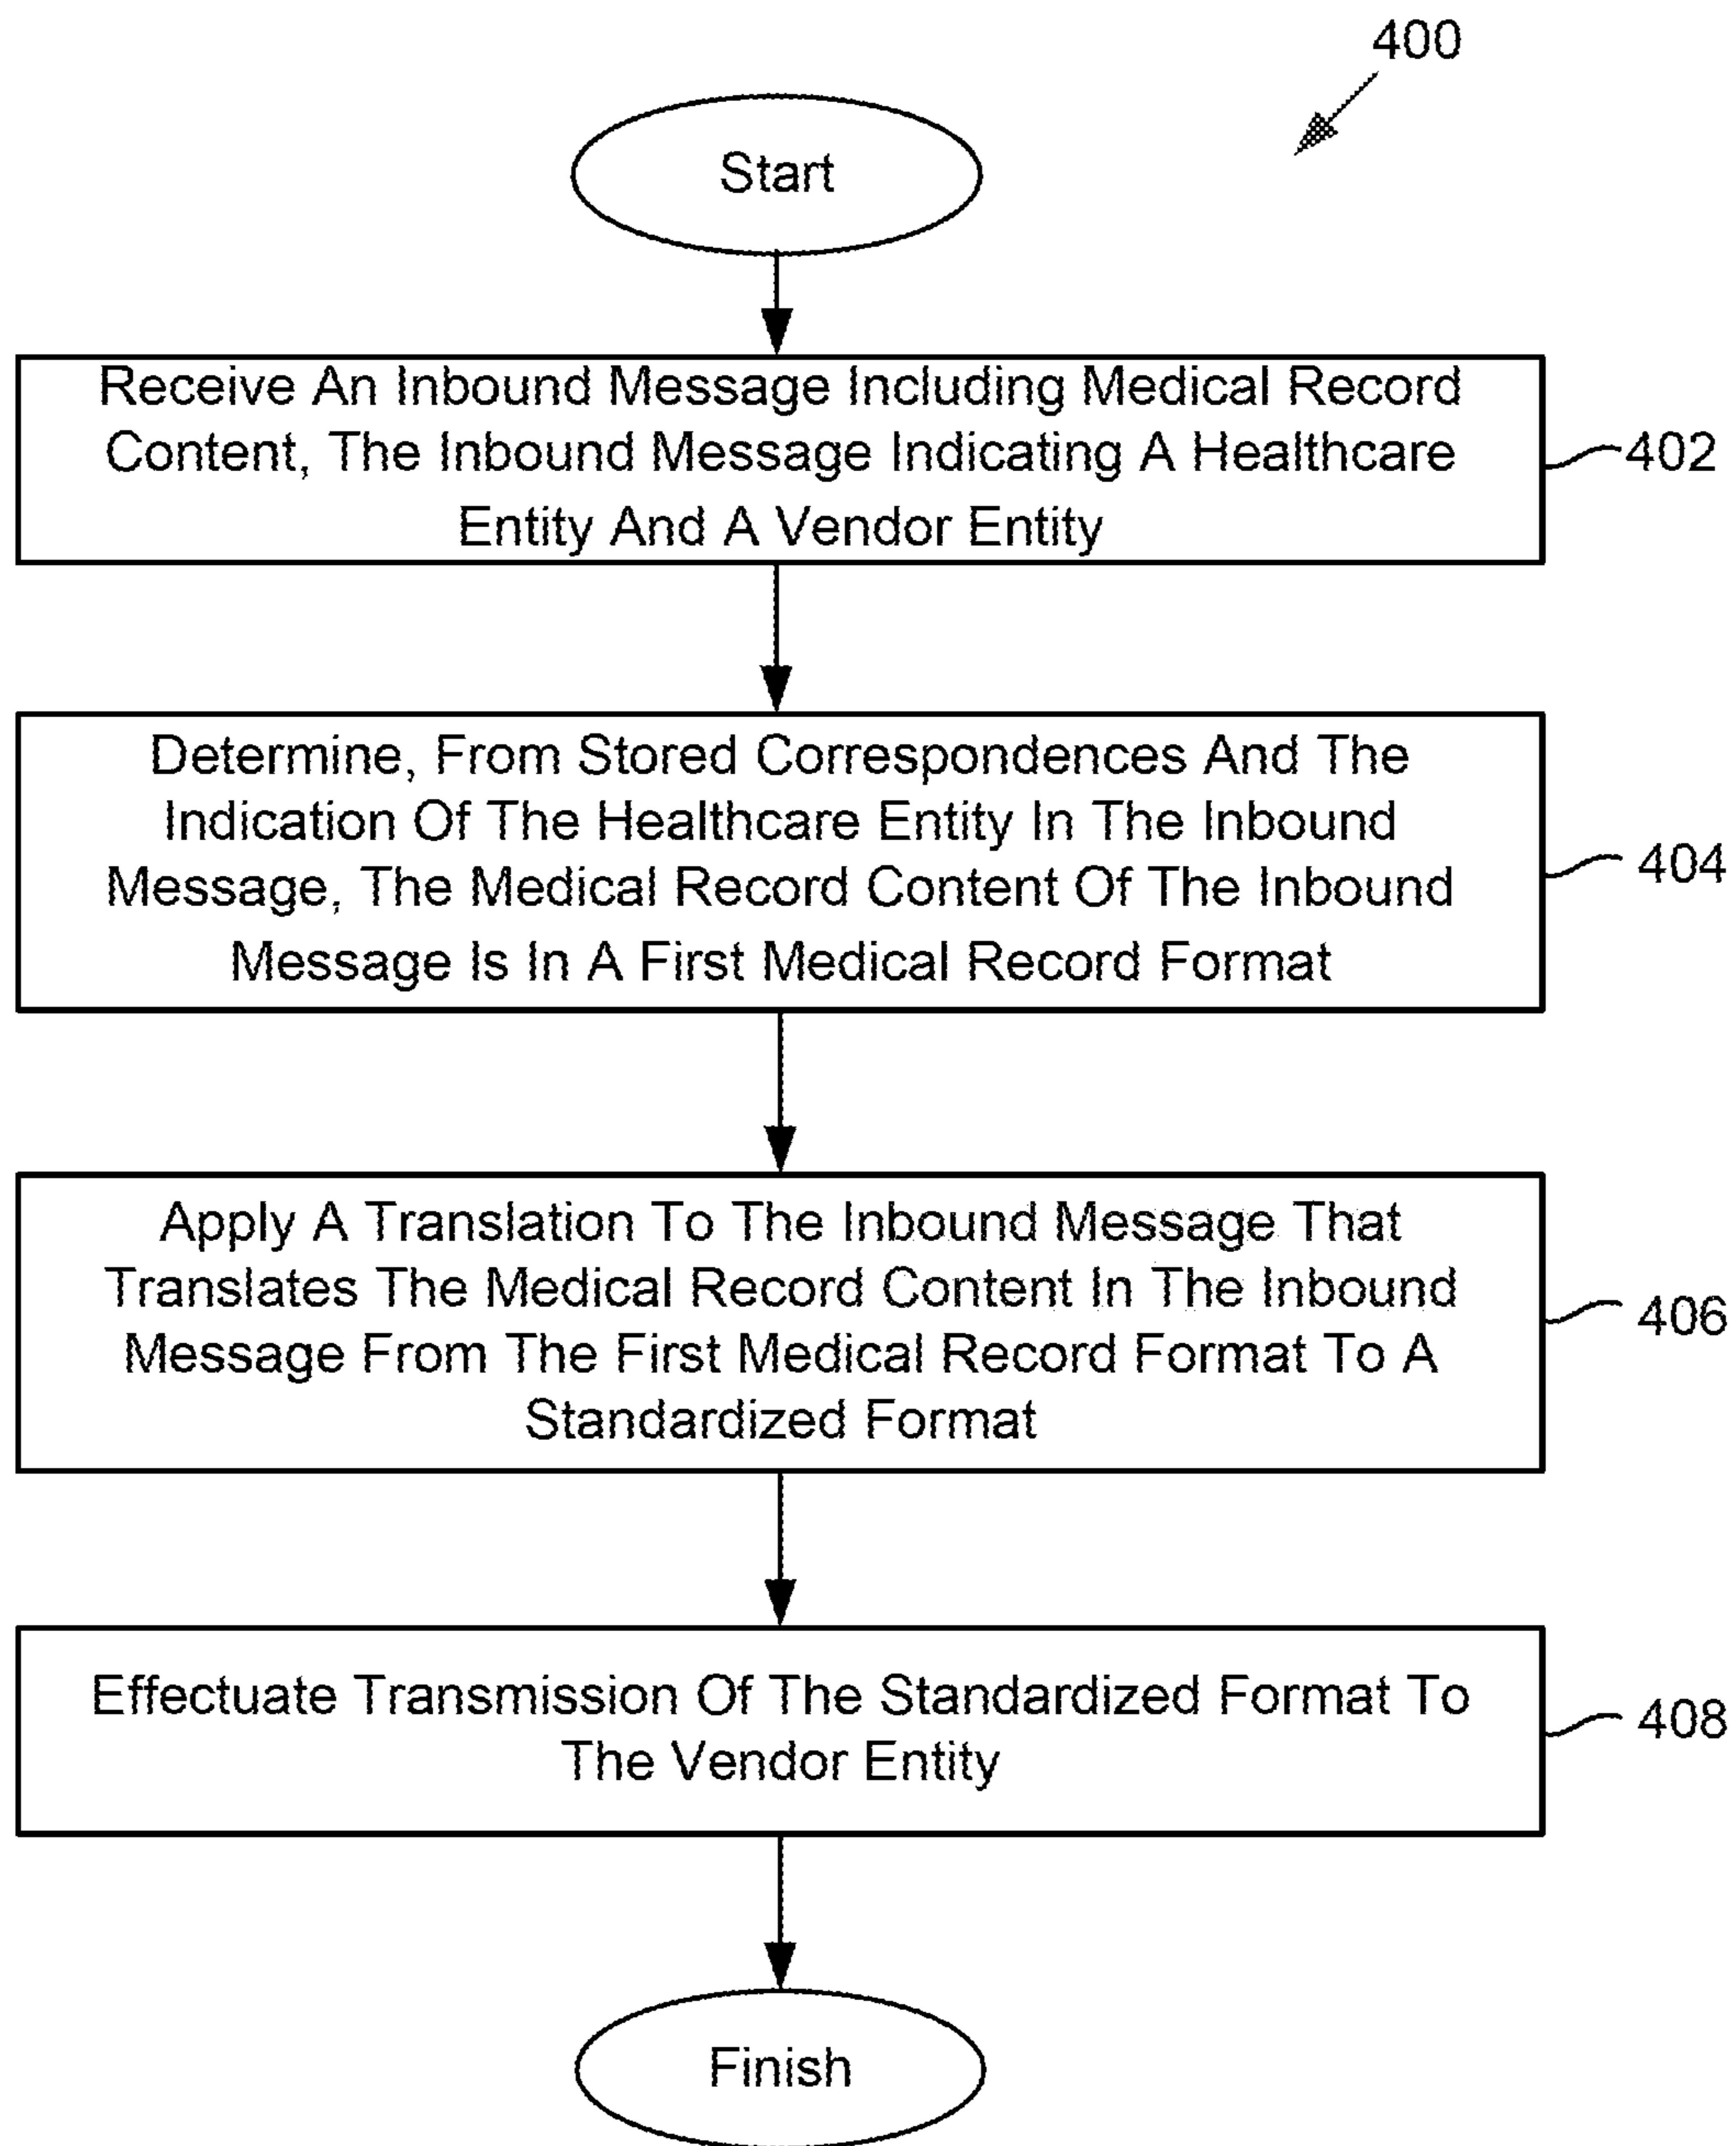 400
Start
Receive An Inbound Message Including Medical Record
Content, The Inbound Message Indicating A Healthcare
Entity And A Vendor Entity
402
Determine, From Stored Correspondences And The
Indication Of The Healthcare Entity In The Inbound
Message, The Medical Record Content Of The Inbound
Message Is In A First Medical Record Format
404
Apply A Translation To The Inbound Message That
Translates The Medical Record Content In The Inbound
Message From The First Medical Record Format To A
Standardized Format
406
Effectuate Transmission Of The Standardized Format To
The Vendor Entity
408
Finish